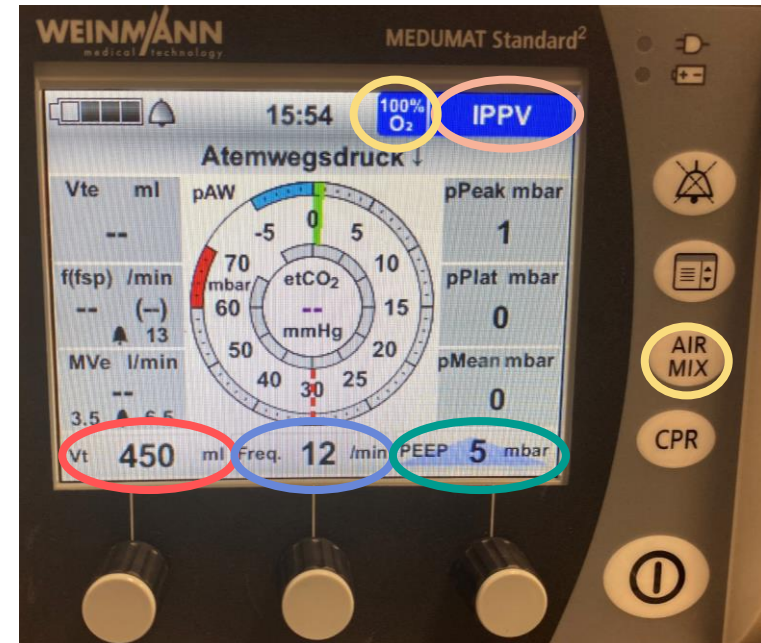 WEINMANN
medical technology
MEDUMAT Standard²
15:54
100% O₂
IPPV
Atemwegsdruck ↓
Vte ml
--
f(fsp) /min
-- (--)
13
MVe l/min
--
3.5 6.5
pAW
0
-5
5
70
mbar
10
60
15
50
20
40
30
25
etCO₂
--
mmHg
pPeak mbar
1
pPlat mbar
0
pMean mbar
0
Vt 450 ml
Freq. 12 /min
PEEP 5 mbar
AIR
MIX
CPR